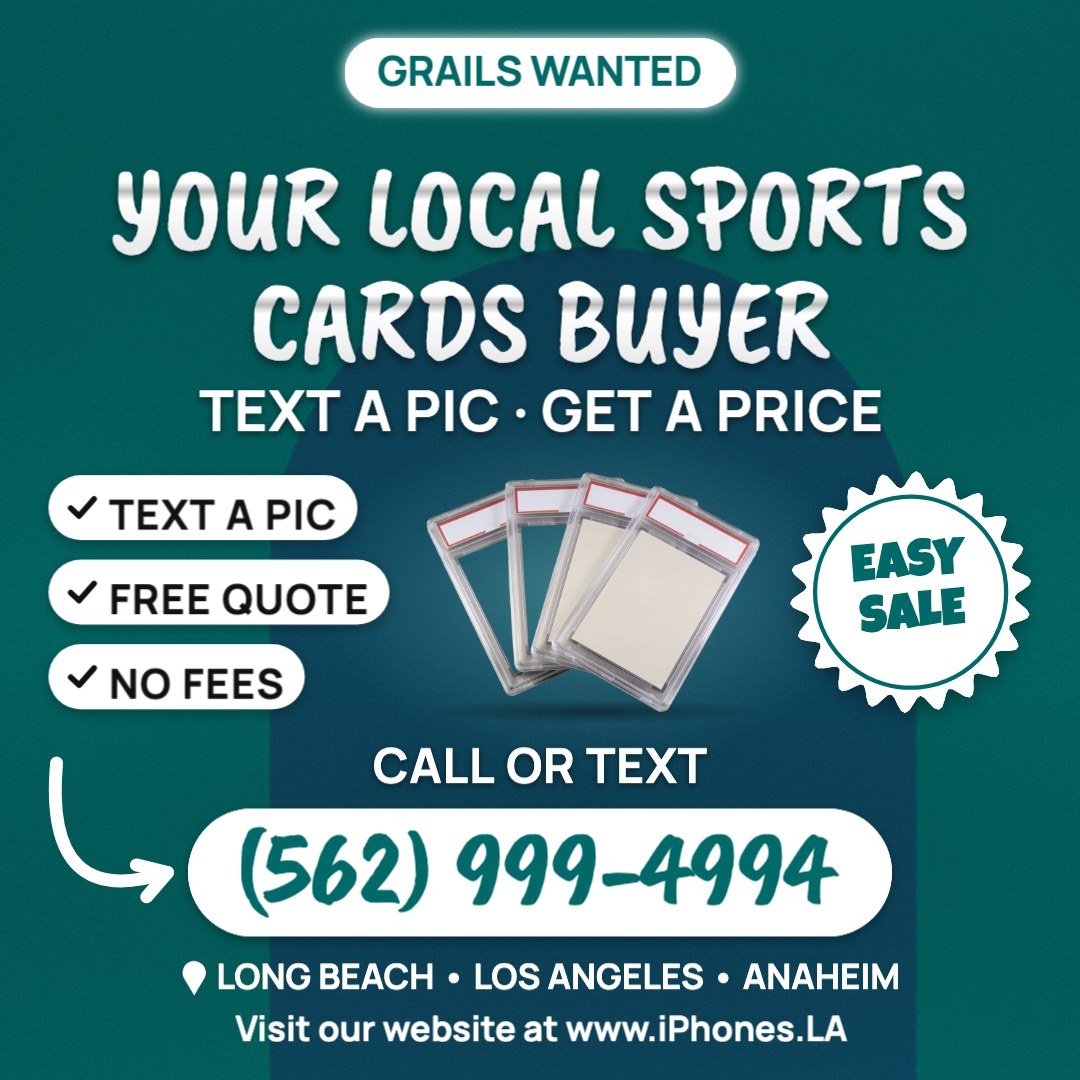 GRAILS WANTED
YOUR LOCAL SPORTS
CARDS BUYER
TEXT A PIC · GET A PRICE
✓ TEXT A PIC
✓ FREE QUOTE
✓ NO FEES
EASY
SALE
CALL OR TEXT
(562) 999-4994
LONG BEACH • LOS ANGELES • ANAHEIM
Visit our website at www.iPhones.LA